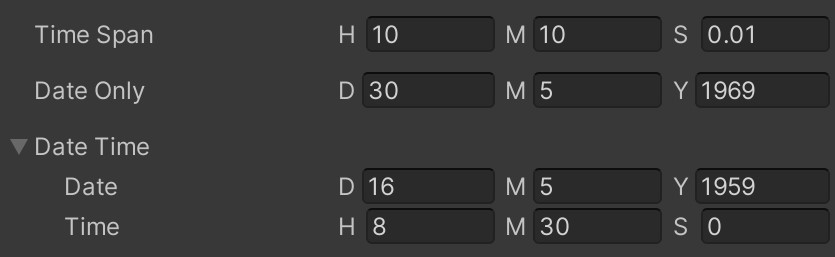 Time Span H 10 M 10 S 0.01
Date Only D 30 M 5 Y 1969
Date Time
Date D 16 M 5 Y 1959
Time H 8 M 30 S 0